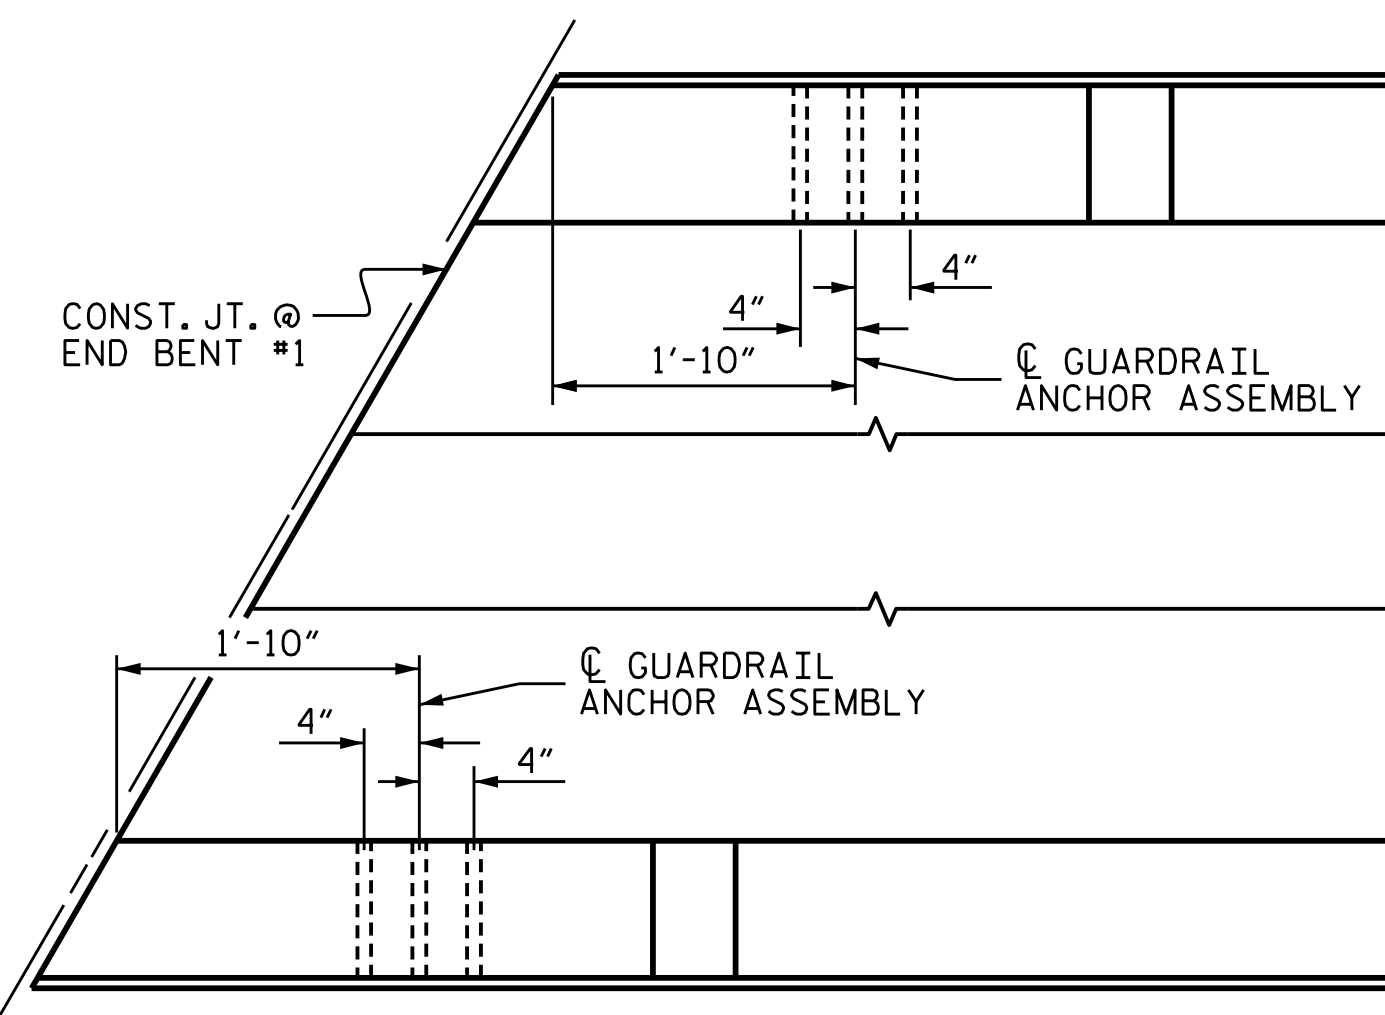 4"
4"
CONST. JT. @
END BENT #1
1'-10"
℄ GUARDRAIL
ANCHOR ASSEMBLY
1'-10"
℄ GUARDRAIL
ANCHOR ASSEMBLY
4"
4"